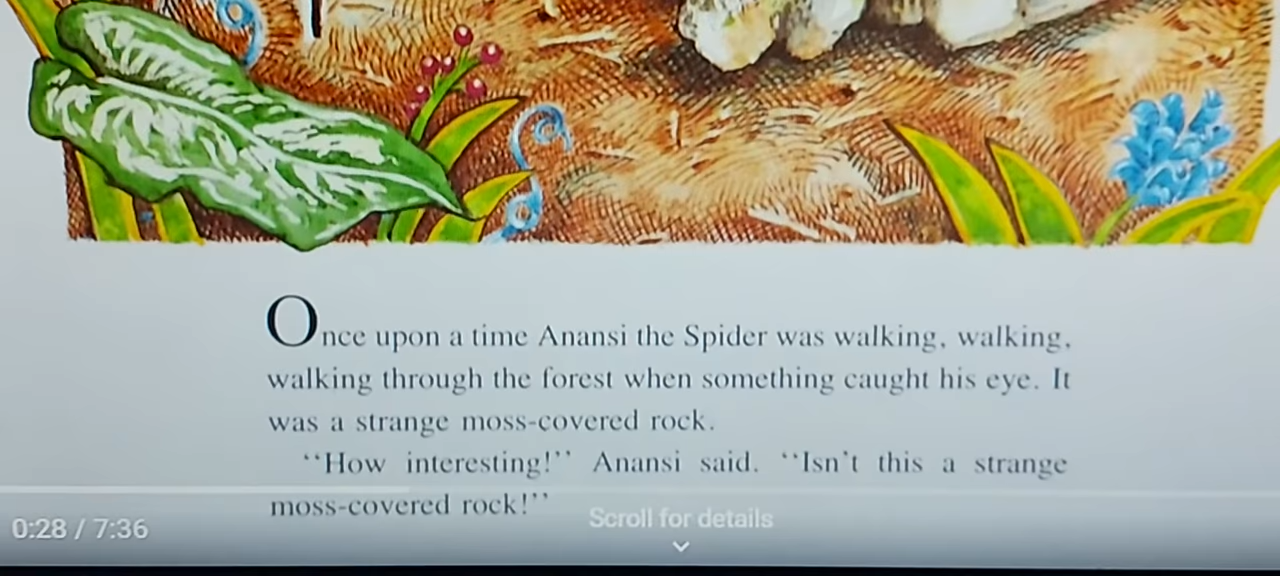 Once upon a time Anansi the Spider was walking, walking,
walking through the forest when something caught his eye. It
was a strange moss-covered rock.
‘‘How interesting!’’ Anansi said. ‘‘Isn't this a strange
moss-covered rock!’’
0:28 / 7:36
Scroll for details